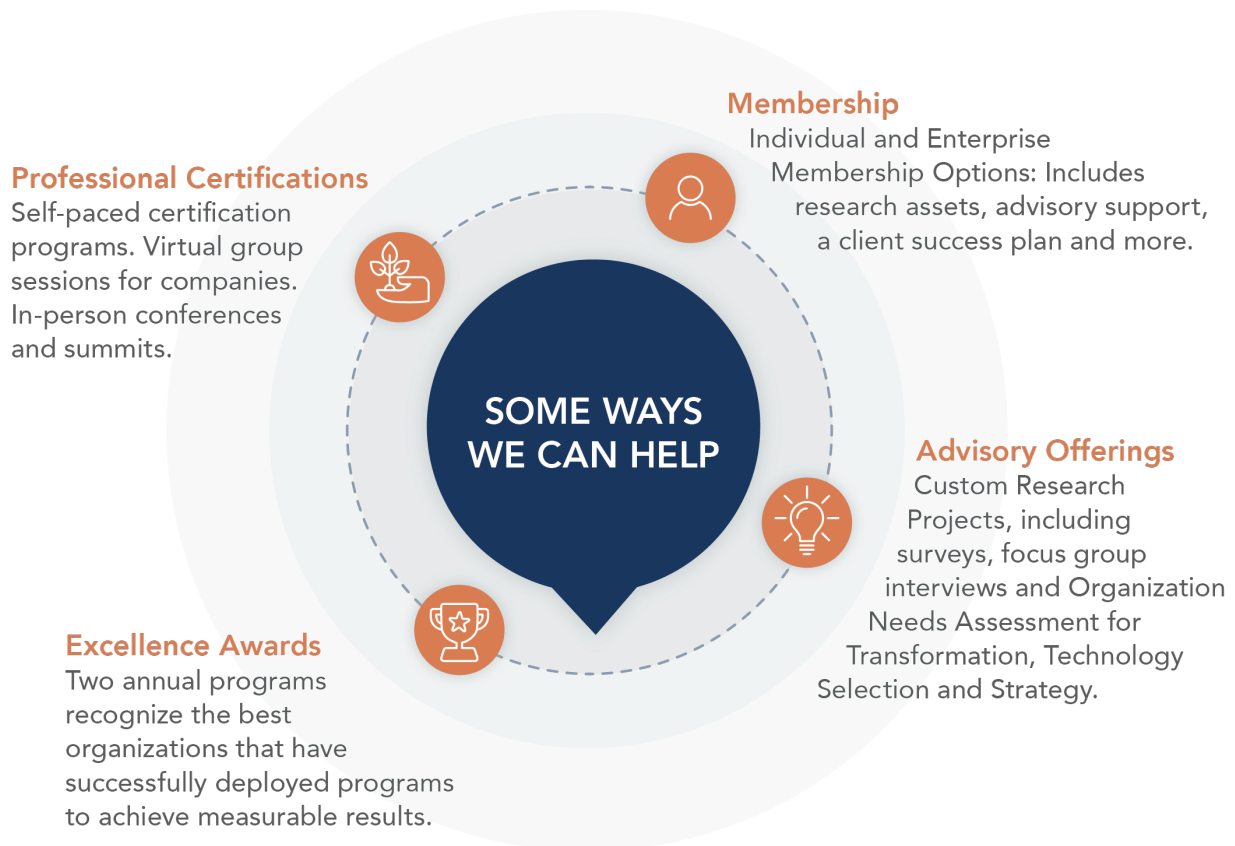 Membership
Individual and Enterprise
Membership Options: Includes
research assets, advisory support,
a client success plan and more.
Professional Certifications
Self-paced certification
programs. Virtual group
sessions for companies.
In-person conferences
and summits.
SOME WAYS
WE CAN HELP
Advisory Offerings
Custom Research
Projects, including
surveys, focus group
interviews and Organization
Needs Assessment for
Transformation, Technology
Selection and Strategy.
Excellence Awards
Two annual programs
recognize the best
organizations that have
successfully deployed programs
to achieve measurable results.